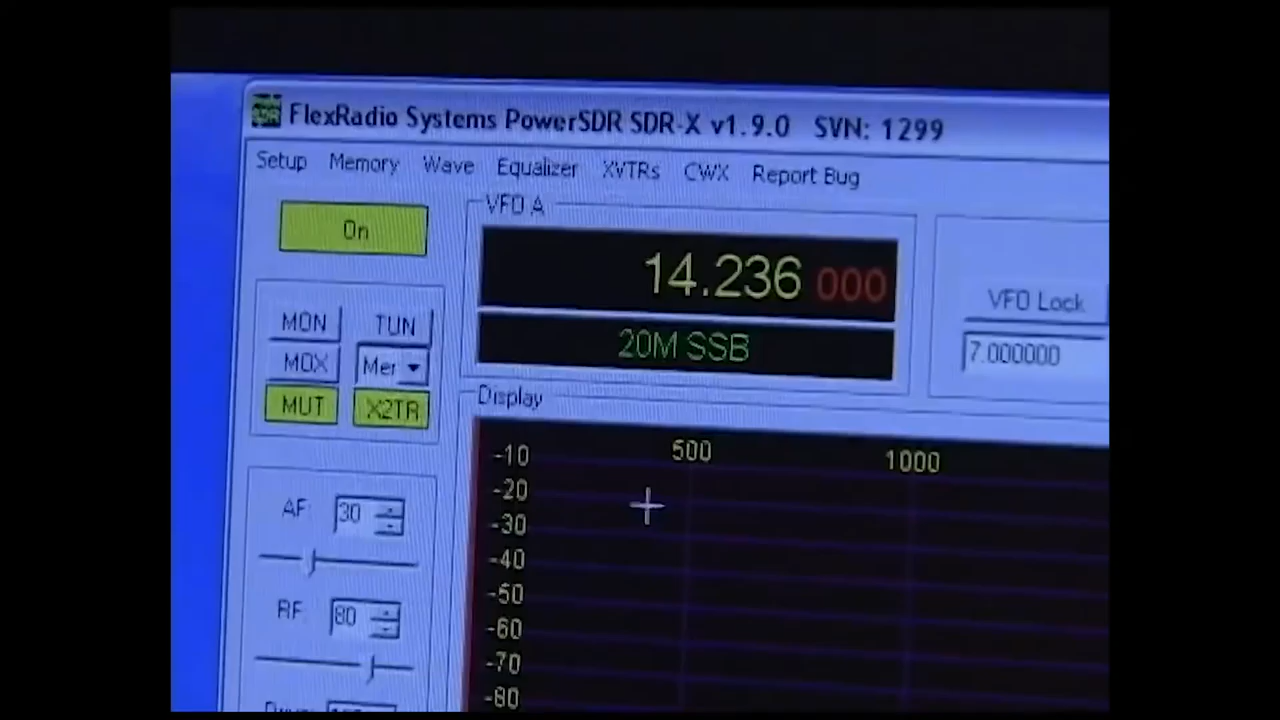 SDR FlexRadio Systems PowerSDR SDR-X v1.9.0 SVN: 1299
Setup Memory Wave Equalizer XVTRs CWX Report Bug
On
VFO A
14.236 000
20M SSB
VFO Lock
7.000000
MON TUN
MOX Mer
MUT X2TR
Display
500 1000
-10
-20
-30
-40
-50
-60
-70
-80
AF: 30
RF: 80